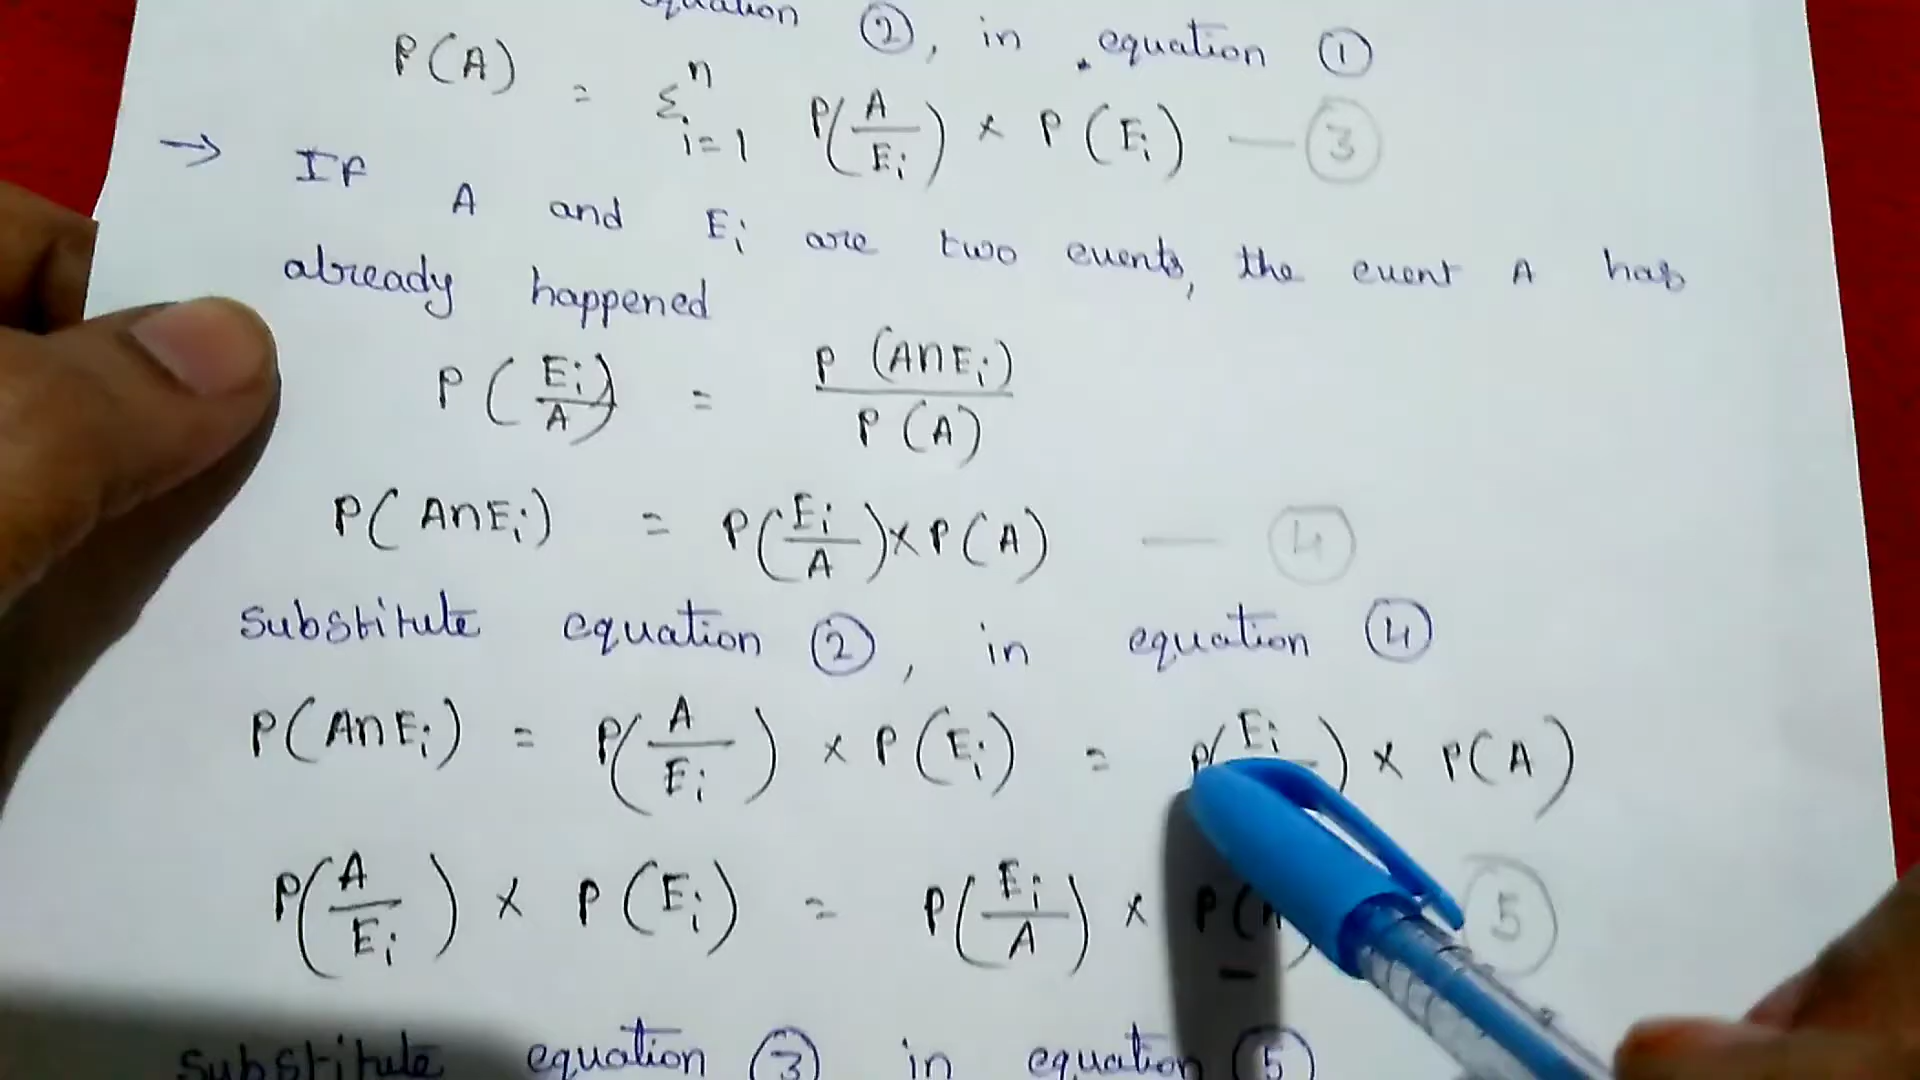 equation ②, in equation ①
P(A) = Σ^n_{i=1} P(A/Ei) × P(Ei) — ③
→ If A and Ei are two events, the event A has
already happened
P(Ei/A) = P(A∩Ei) / P(A)
P(A∩Ei) = P(Ei/A) × P(A) — ④
substitute equation ②, in equation ④
P(A∩Ei) = P(A/Ei) × P(Ei) = P(Ei ) × P(A)
P(A/Ei) × P(Ei) = P(Ei/A) × P(A ⑤
substitute equation ③ in equation ⑤